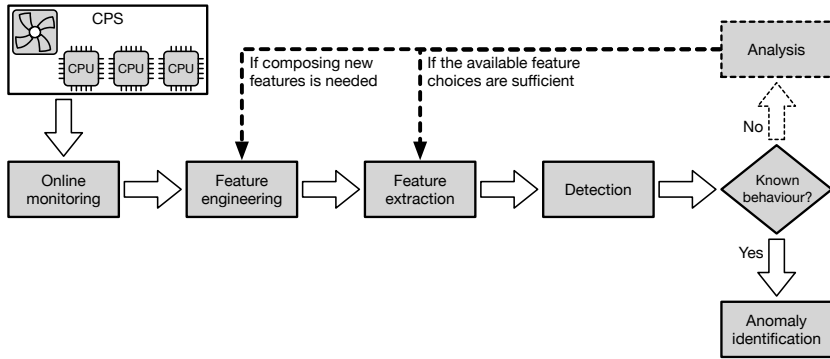 CPS
CPU
CPU
CPU
If composing new
features is needed
If the available feature
choices are sufficient
Analysis
No
Online
monitoring
Feature
engineering
Feature
extraction
Detection
Known
behaviour?
Yes
Anomaly
identification